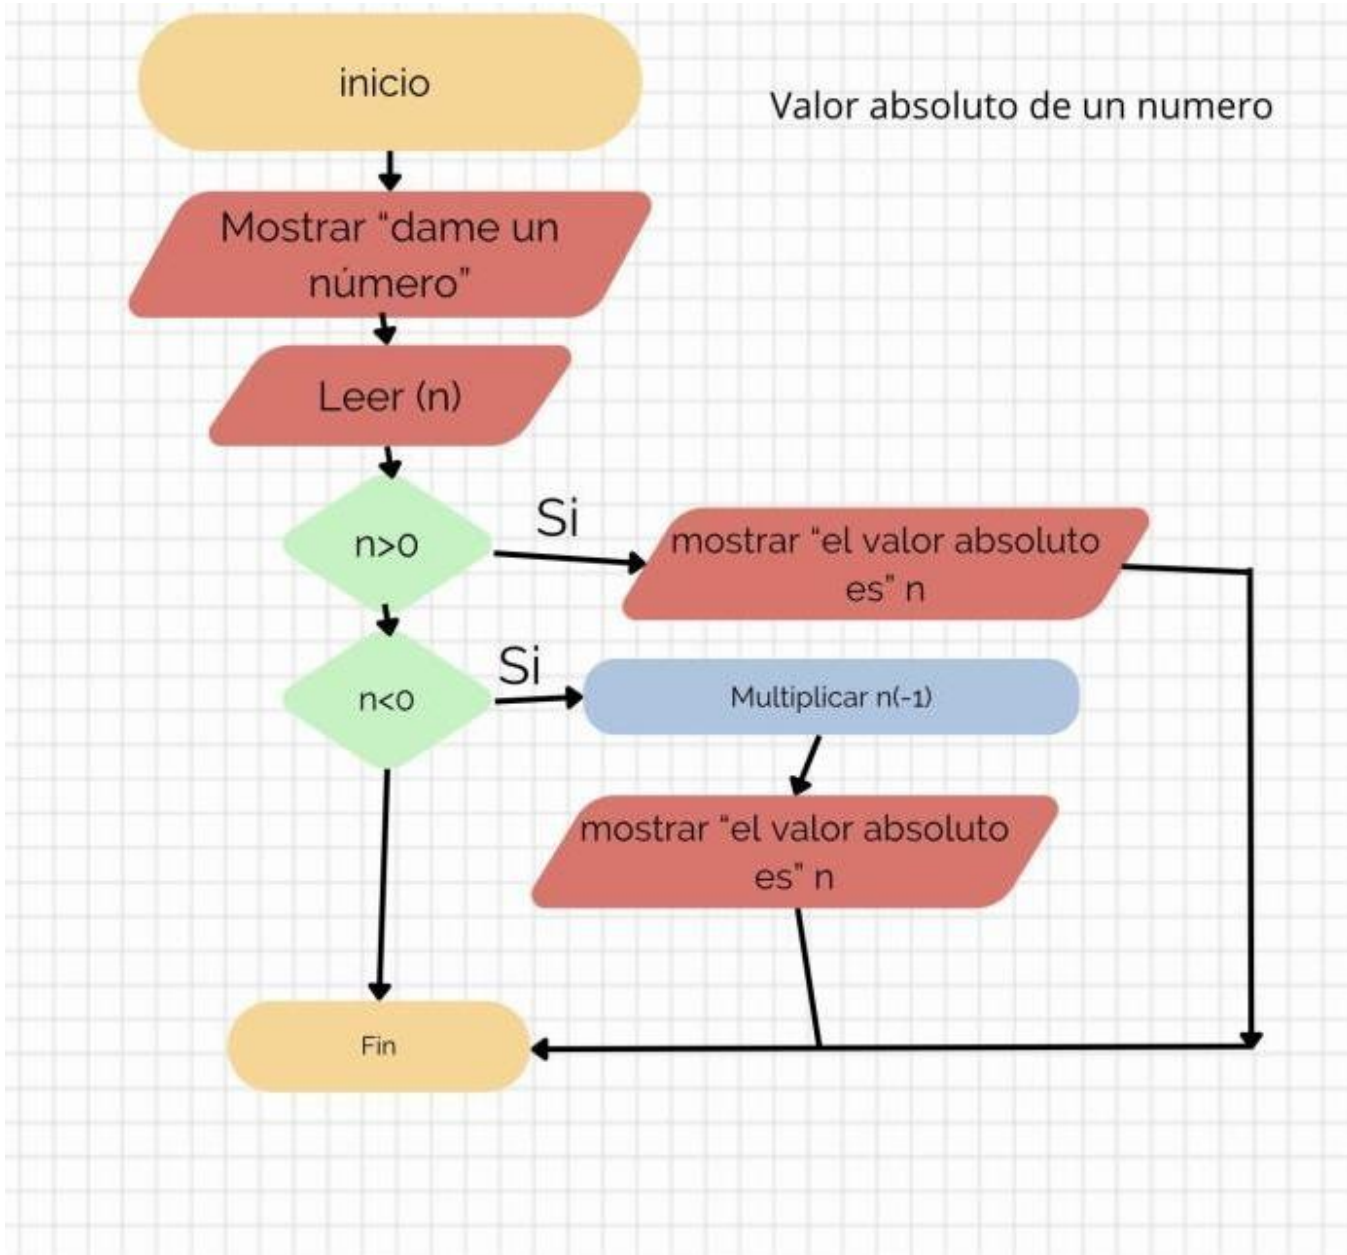 inicio
Valor absoluto de un numero
Mostrar “dame un
número”
Leer (n)
n>0
Si
mostrar “el valor absoluto
es” n
n<0
Si
Multiplicar n(-1)
mostrar “el valor absoluto
es” n
Fin